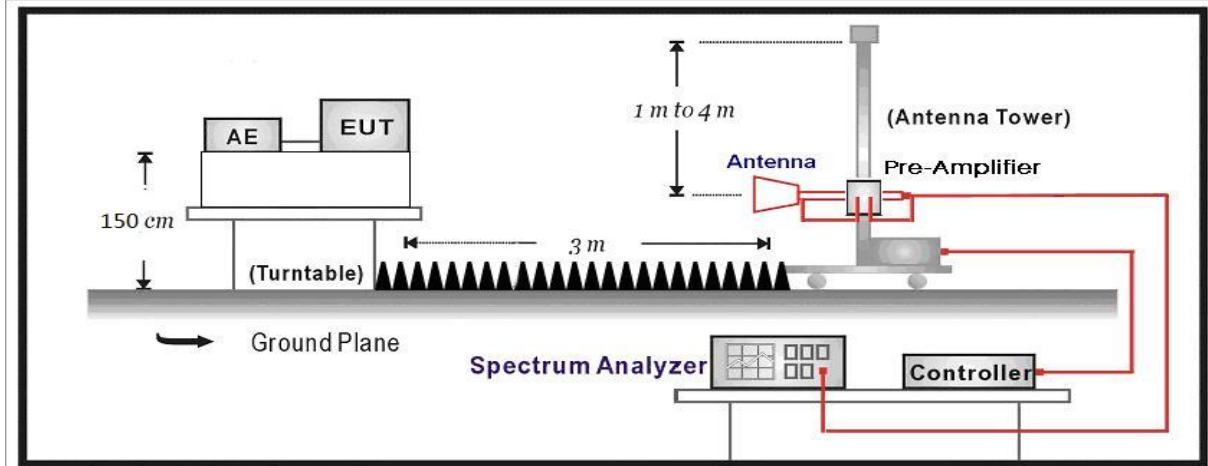 1 m to 4 m
(Antenna Tower)
EUT
AE
Antenna
Pre-Amplifier
150 cm
3 m
(Turntable)
Ground Plane
Spectrum Analyzer
Controller